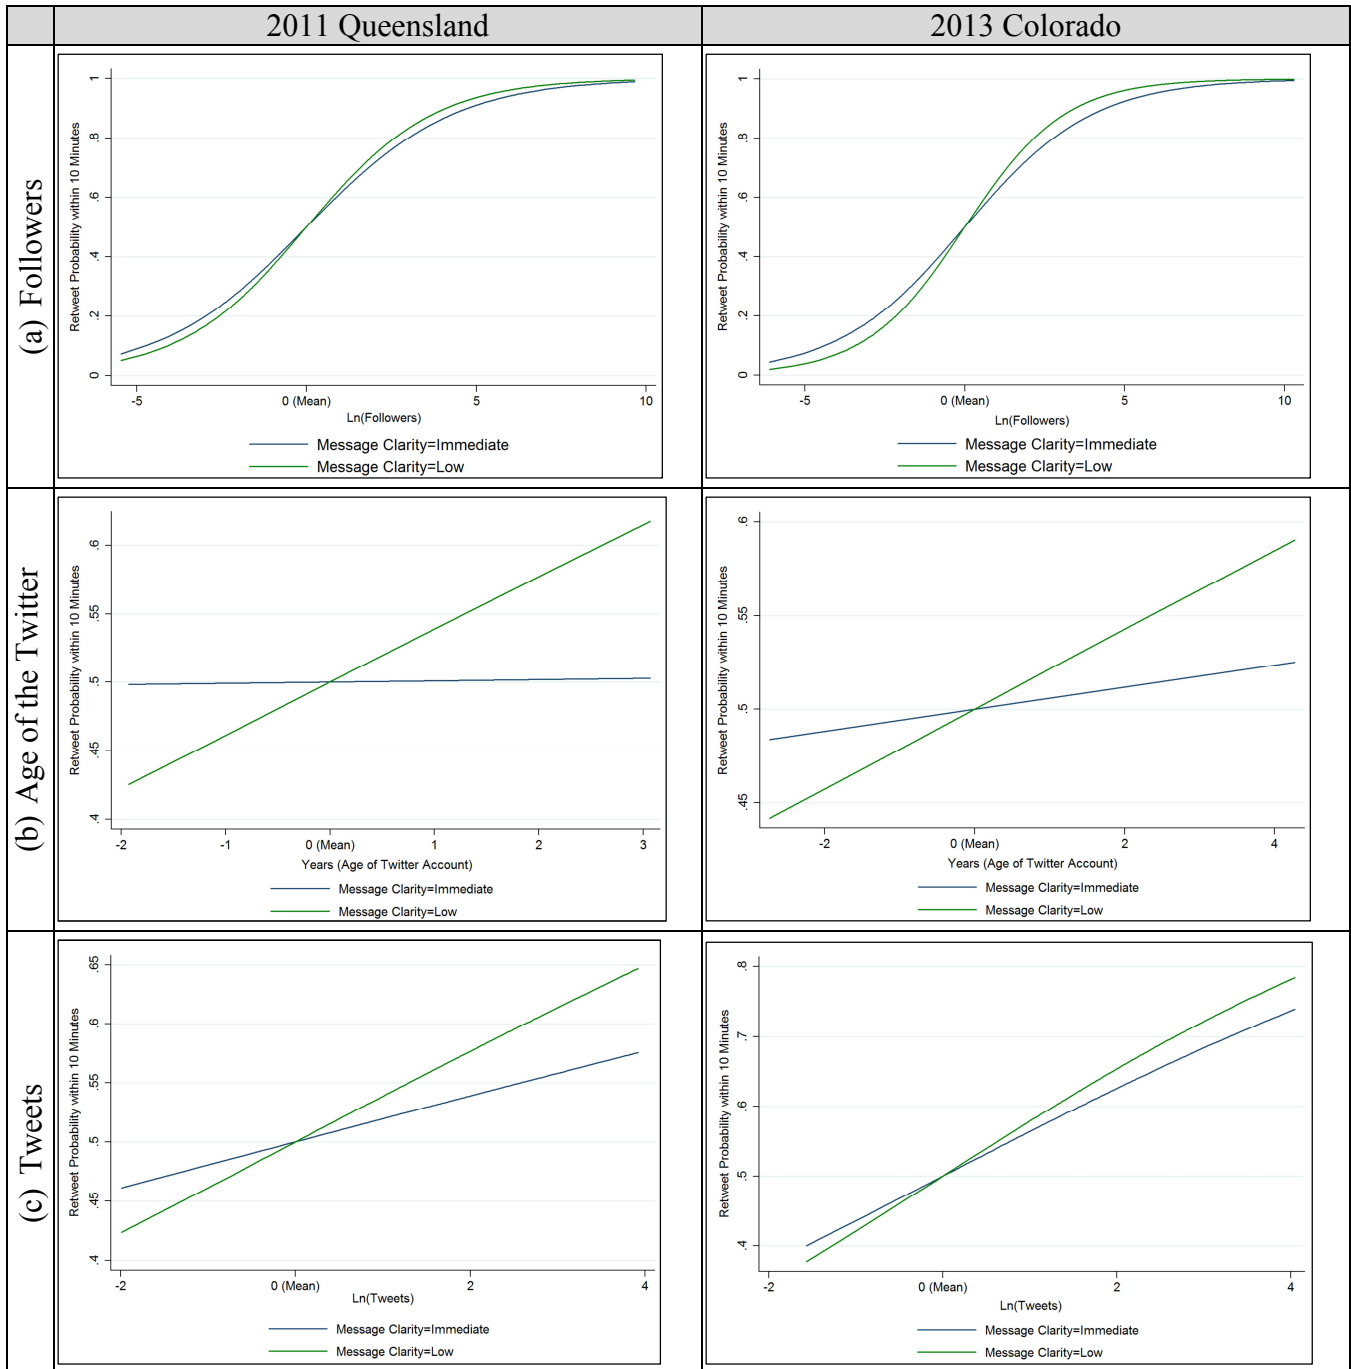 2011 Queensland
2013 Colorado
(a) Followers
Retweet Probability within 10 Minutes
1
.8
.6
.4
.2
0
-5
0 (Mean)
5
10
Ln(Followers)
Message Clarity=Immediate
Message Clarity=Low
Retweet Probability within 10 Minutes
1
.8
.6
.4
.2
0
-5
0 (Mean)
5
10
Ln(Followers)
Message Clarity=Immediate
Message Clarity=Low
(b) Age of the Twitter
Retweet Probability within 10 Minutes
.6
.55
.5
.45
.4
-2
-1
0 (Mean)
1
2
3
Years (Age of Twitter Account)
Message Clarity=Immediate
Message Clarity=Low
Retweet Probability within 10 Minutes
.6
.55
.5
.45
-2
0 (Mean)
2
4
Years (Age of Twitter Account)
Message Clarity=Immediate
Message Clarity=Low
(c) Tweets
Retweet Probability within 10 Minutes
.65
.6
.55
.5
.45
.4
-2
0 (Mean)
2
4
Ln(Tweets)
Message Clarity=Immediate
Message Clarity=Low
Retweet Probability within 10 Minutes
.8
.7
.6
.5
.4
-2
0 (Mean)
2
4
Ln(Tweets)
Message Clarity=Immediate
Message Clarity=Low